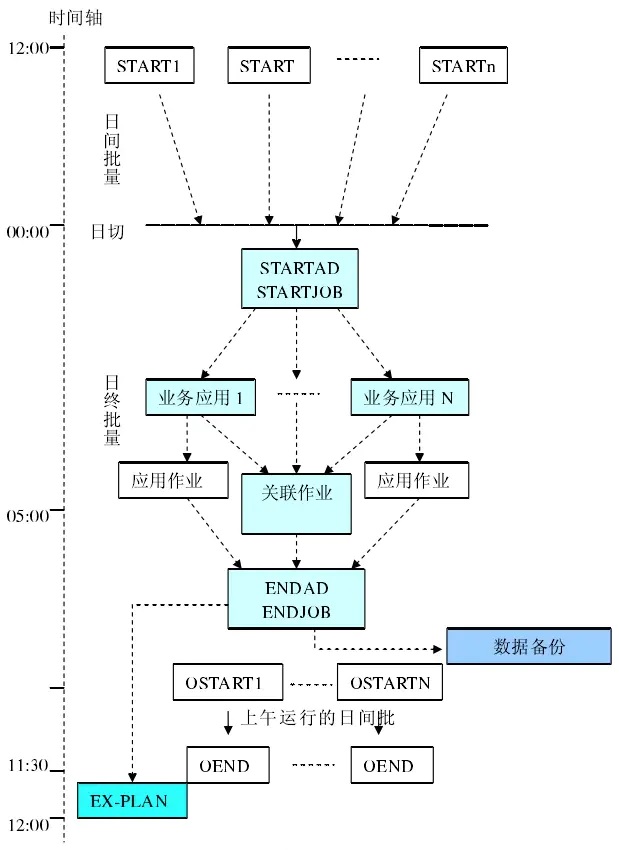 时间轴
12:00
START1
START
STARTn
日间批量
00:00
日切
STARTAD
STARTJOB
日终批量
业务应用 1
业务应用 N
应用作业
关联作业
应用作业
05:00
ENDAD
ENDJOB
数据备份
OSTART1
OSTARTN
上午运行的日间批
11:30
OEND
OEND
EX-PLAN
12:00